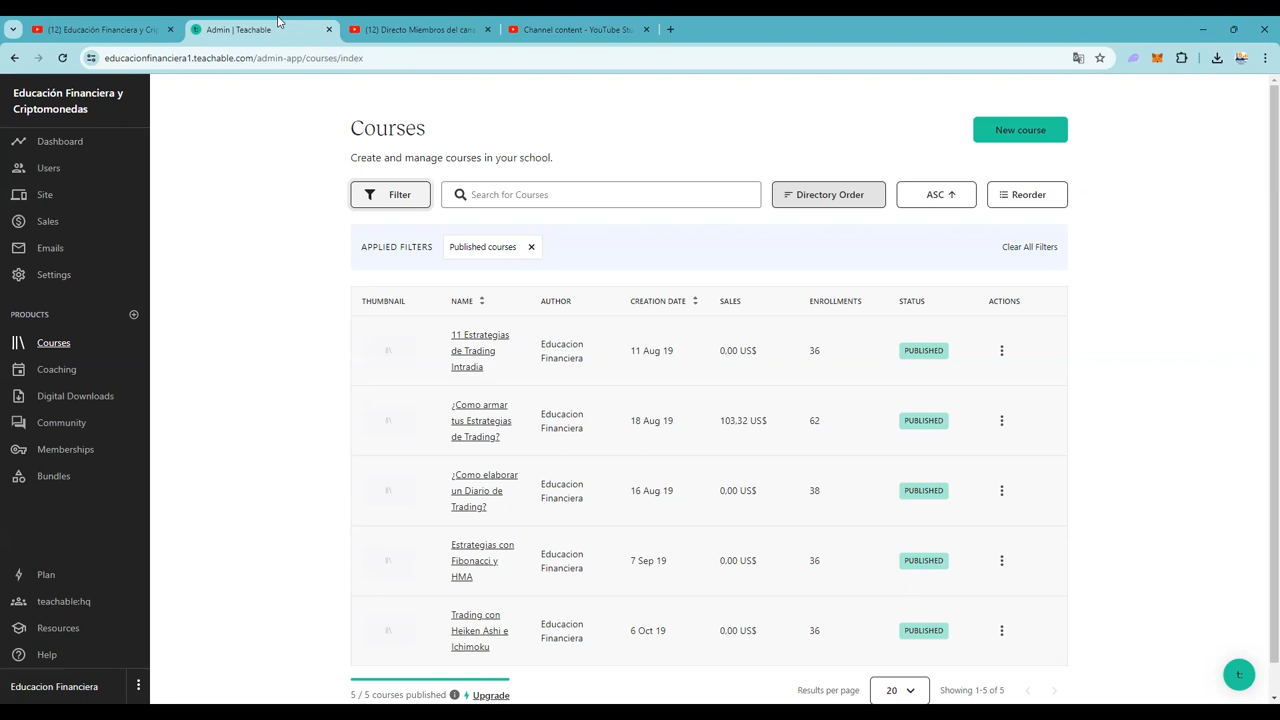 (12) Educación Financiera y Crip
Admin | Teachable
(12) Directo Miembros del cana
Channel content - YouTube Stu
educacionfinanciera1.teachable.com/admin-app/courses/index
Educación Financiera y
Criptomonedas
Dashboard
Users
Site
Sales
Emails
Settings
PRODUCTS
Courses
Coaching
Digital Downloads
Community
Memberships
Bundles
Plan
teachable:hq
Resources
Help
Educacion Financiera
Courses
New course
Create and manage courses in your school.
Filter
Search for Courses
Directory Order
ASC
Reorder
APPLIED FILTERS
Published courses
Clear All Filters
THUMBNAIL NAME AUTHOR CREATION DATE SALES ENROLLMENTS STATUS ACTIONS
11 Estrategias
de Trading
Intradia
Educacion
Financiera
11 Aug 19
0,00 US$
36
PUBLISHED
¿Como armar
tus Estrategias
de Trading?
Educacion
Financiera
18 Aug 19
103,32 US$
62
PUBLISHED
¿Como elaborar
un Diario de
Trading?
Educacion
Financiera
16 Aug 19
0,00 US$
38
PUBLISHED
Estrategias con
Fibonacci y
HMA
Educacion
Financiera
7 Sep 19
0,00 US$
36
PUBLISHED
Trading con
Heiken Ashi e
Ichimoku
Educacion
Financiera
6 Oct 19
0,00 US$
36
PUBLISHED
5 / 5 courses published
Upgrade
Results per page
20
Showing 1-5 of 5
t: